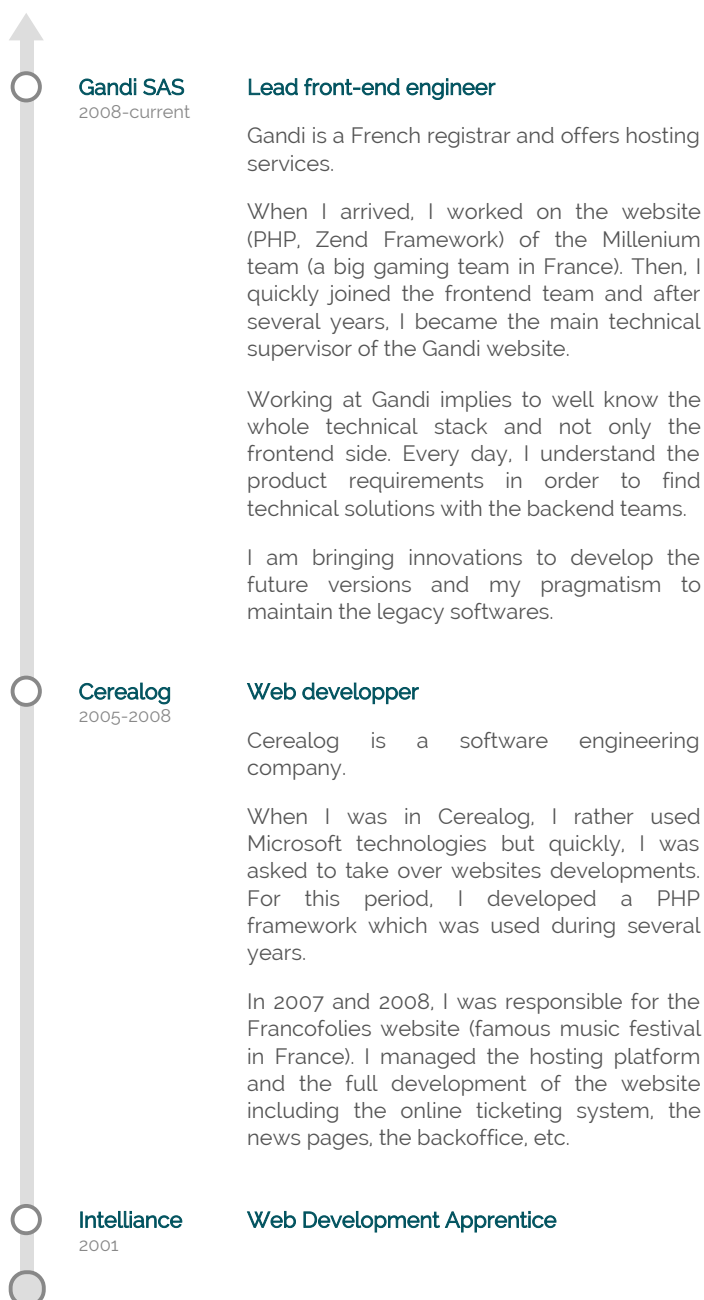 Gandi SAS
2008-current
Lead front-end engineer
Gandi is a French registrar and offers hosting
services.
When I arrived, I worked on the website
(PHP, Zend Framework) of the Millenium
team (a big gaming team in France). Then, I
quickly joined the frontend team and after
several years, I became the main technical
supervisor of the Gandi website.
Working at Gandi implies to well know the
whole technical stack and not only the
frontend side. Every day, I understand the
product requirements in order to find
technical solutions with the backend teams.
I am bringing innovations to develop the
future versions and my pragmatism to
maintain the legacy softwares.
Cerealog
2005-2008
Web developper
Cerealog is a software engineering
company.
When I was in Cerealog, I rather used
Microsoft technologies but quickly, I was
asked to take over websites developments.
For this period, I developed a PHP
framework which was used during several
years.
In 2007 and 2008, I was responsible for the
Francofolies website (famous music festival
in France). I managed the hosting platform
and the full development of the website
including the online ticketing system, the
news pages, the backoffice, etc.
Intelliance
2001
Web Development Apprentice